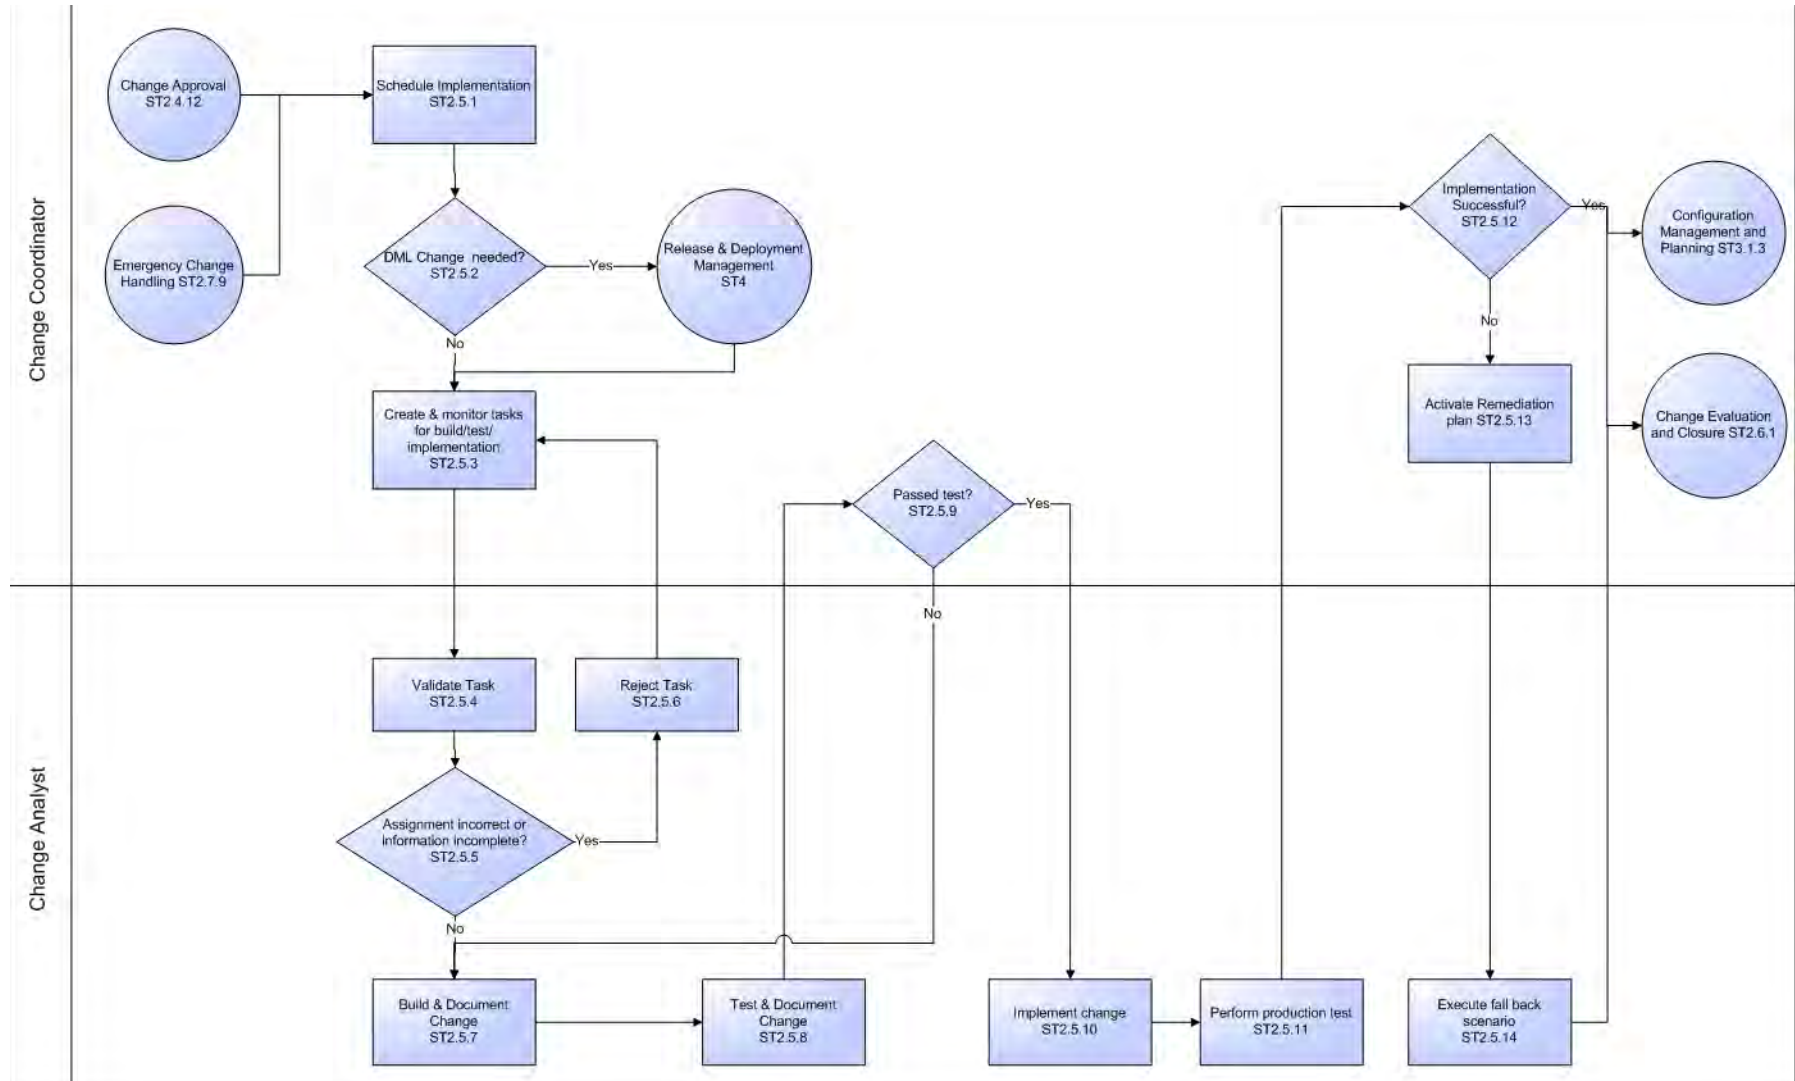 Change Coordinator
Change Approval
ST2.4.12
Schedule Implementation
ST2.5.1
Emergency Change
Handling ST2.7.9
DML Change needed?
ST2.5.2
Yes
Release & Deployment
Management
ST4
No
Create & monitor tasks
for build/test/
implementation
ST2.5.3
Passed test?
ST2.5.9
Yes
Implementation
Successful?
ST2.5.12
Yes
Configuration
Management and
Planning ST3.1.3
No
Activate Remediation
plan ST2.5.13
Change Evaluation
and Closure ST2.6.1
Change Analyst
No
Validate Task
ST2.5.4
Reject Task
ST2.5.6
Assignment incorrect or
information incomplete?
ST2.5.5
Yes
No
Build & Document
Change
ST2.5.7
Test & Document
Change
ST2.5.8
Implement change
ST2.5.10
Perform production test
ST2.5.11
Execute fall back
scenario
ST2.5.14